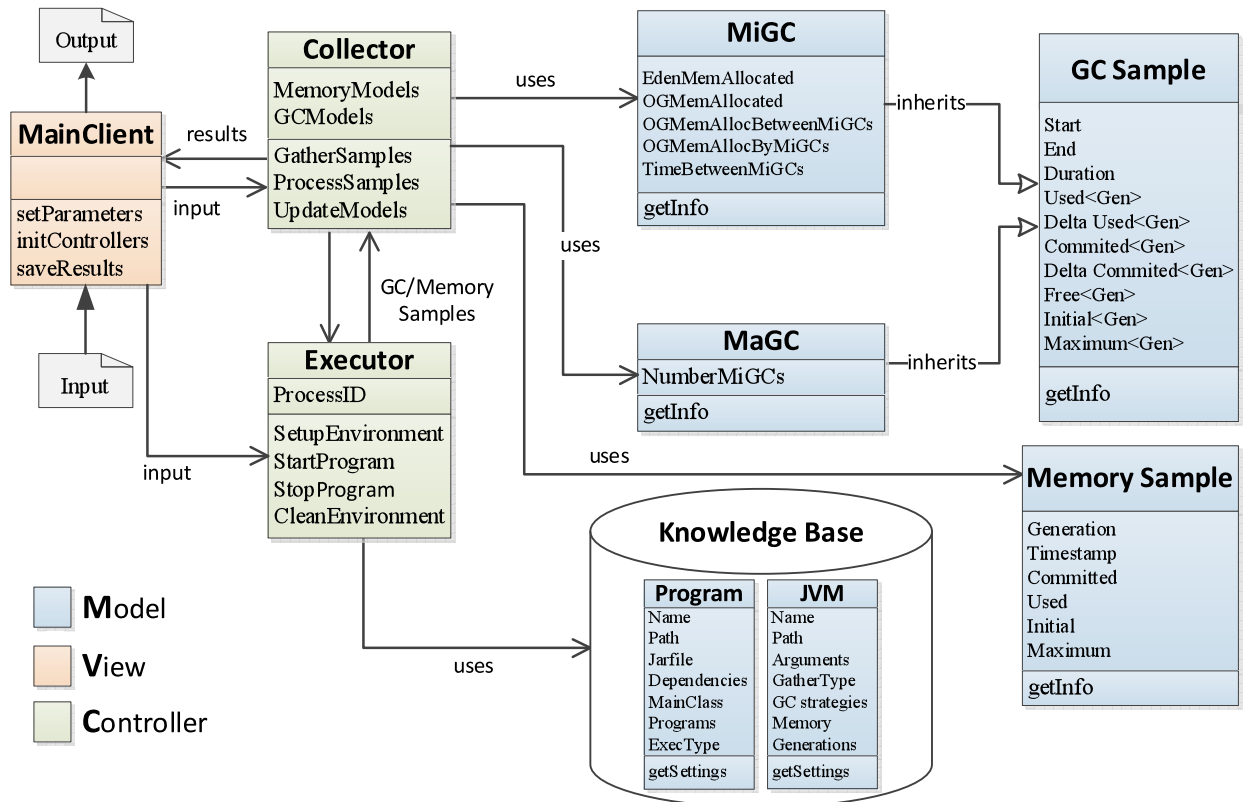 Output
MainClient
setParameters
initControllers
saveResults
Input
results
input
input
Collector
MemoryModels
GCModels
GatherSamples
ProcessSamples
UpdateModels
GC/Memory
Samples
Executor
ProcessID
SetupEnvironment
StartProgram
StopProgram
CleanEnvironment
uses
uses
uses
uses
MiGC
EdenMemAllocated
OGMemAllocated
OGMemAllocBetweenMiGCs
OGMemAllocByMiGCs
TimeBetweenMiGCs
getInfo
inherits
MaGC
NumberMiGCs
getInfo
inherits
GC Sample
Start
End
Duration
Used<Gen>
Delta Used<Gen>
Commited<Gen>
Delta Commited<Gen>
Free<Gen>
Initial<Gen>
Maximum<Gen>
getInfo
Memory Sample
Generation
Timestamp
Committed
Used
Initial
Maximum
getInfo
Knowledge Base
Program
Name
Path
Jarfile
Dependencies
MainClass
Programs
ExecType
getSettings
JVM
Name
Path
Arguments
GatherType
GC strategies
Memory
Generations
getSettings
Model
View
Controller